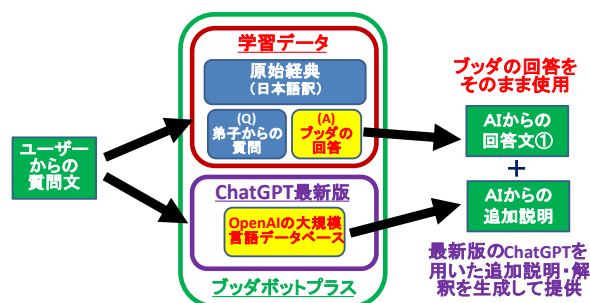 学習データ
原始経典
(日本語訳)
(Q)
弟子からの
質問
(A)
ブッダの
回答
ユーザー
からの
質問文
ChatGPT最新版
OpenAIの大規模
言語データベース
ブッダボットプラス
ブッダの回答を
そのまま使用
AIからの
回答文①
+
AIからの
追加説明
最新版のChatGPTを
用いた追加説明・解
釈を生成して提供